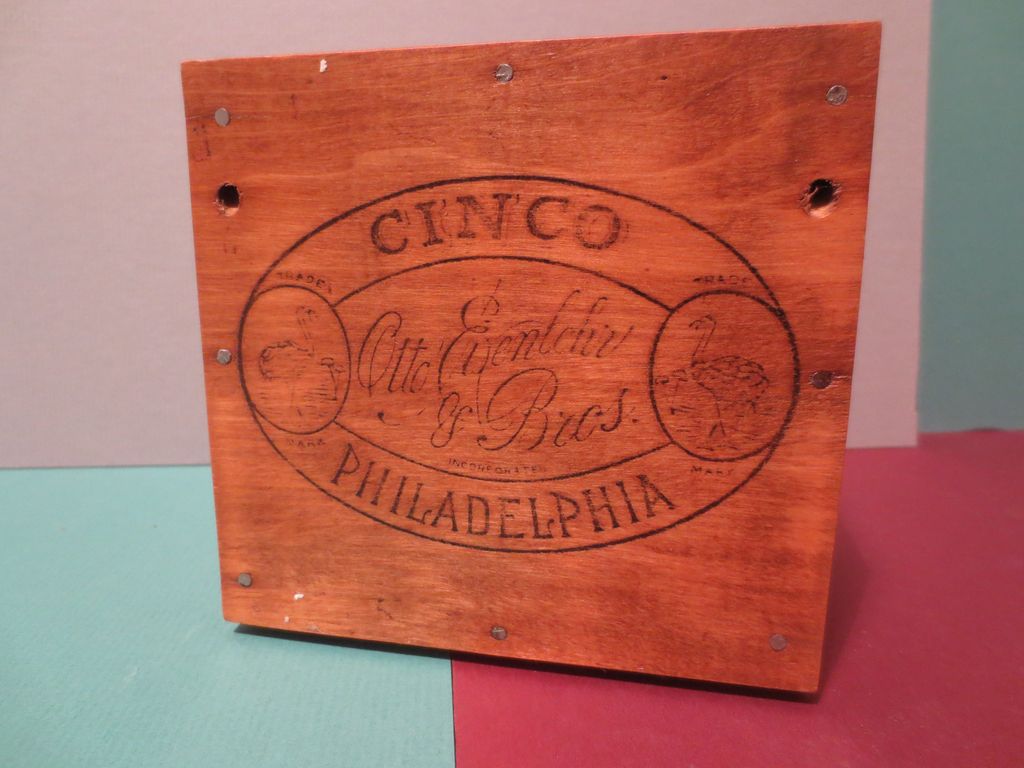 CINCO
TRADE
TRADE
Otto Eisenlohr
& Bros.
INCORPORATED
MARK
MARK
PHILADELPHIA